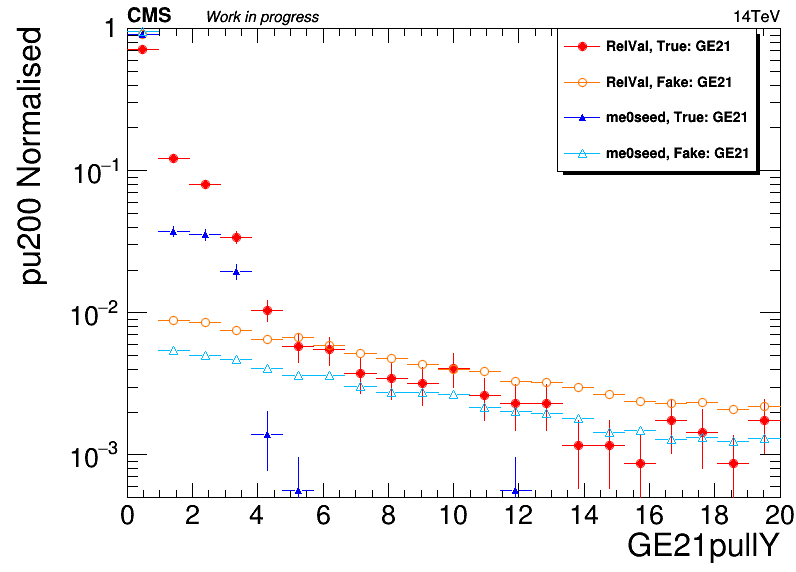 CMS Work in progress 14TeV
pu200 Normalised
1
10−1
10−2
10−3
RelVal, True: GE21
RelVal, Fake: GE21
me0seed, True: GE21
me0seed, Fake: GE21
0 2 4 6 8 10 12 14 16 18 20
GE21pullY